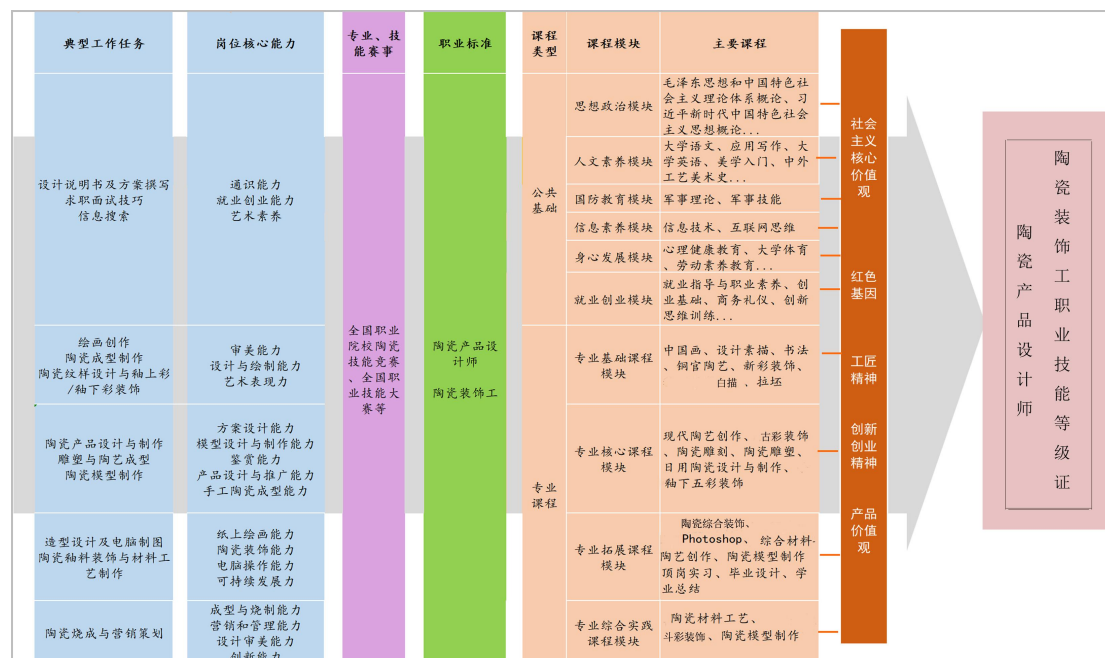 典型工作任务
岗位核心能力
专业、技
能赛事
职业标准
课程
类型
课程模块
主要课程
设计说明书及方案撰写
求职面试技巧
信息搜索
通识能力
就业创业能力
艺术素养
绘画创作
陶瓷成型制作
陶瓷纹样设计与釉上彩
/釉下彩装饰
审美能力
设计与绘制能力
艺术表现力
陶瓷产品设计与制作
雕塑与陶艺成型
陶瓷模型制作
方案设计能力
模型设计与制作能力
鉴赏能力
产品设计与推广能力
手工陶瓷成型能力
造型设计及电脑制图
陶瓷釉料装饰与材料工
艺制作
纸上绘画能力
陶瓷装饰能力
电脑操作能力
可持续发展能力
陶瓷烧成与营销策划
成型与烧制能力
营销和管理能力
设计审美能力
创新能力
全国职业
院校陶瓷
技能竞赛
、全国职
业技能大
赛等
陶瓷产品设
计师
陶瓷装饰工
公共
基础
思想政治模块
毛泽东思想和中国特色社
会主义理论体系概论、习
近平新时代中国特色社会
主义思想概论...
人文素养模块
大学语文、应用写作、大
学英语、美学入门、中外
工艺美术史...
国防教育模块
军事理论、军事技能
信息素养模块
信息技术、互联网思维
身心发展模块
心理健康教育、大学体育
、劳动素养教育...
就业创业模块
就业指导与职业素养、创
业基础、商务礼仪、创新
思维训练...
专业
课程
专业基础课程
模块
中国画、设计素描、书法
、铜官陶艺、新彩装饰、
白描 、拉坯
专业核心课程
模块
现代陶艺创作、 古彩装饰
、陶瓷雕刻、陶瓷雕塑、
日用陶瓷设计与制作、
釉下五彩装饰
专业拓展课程
模块
陶瓷综合装饰、
Photoshop、 综合材料
陶艺创作、陶瓷模型制作
顶岗实习、毕业设计、学
业总结
专业综合实践
课程模块
陶瓷材料工艺、
斗彩装饰、陶瓷模型制作
社会
主义
核心
价值
观
红色
基因
工匠
精神
创新
创业
精神
产品
价值
观
陶瓷装饰工职业技能等级证
陶瓷产品设计师